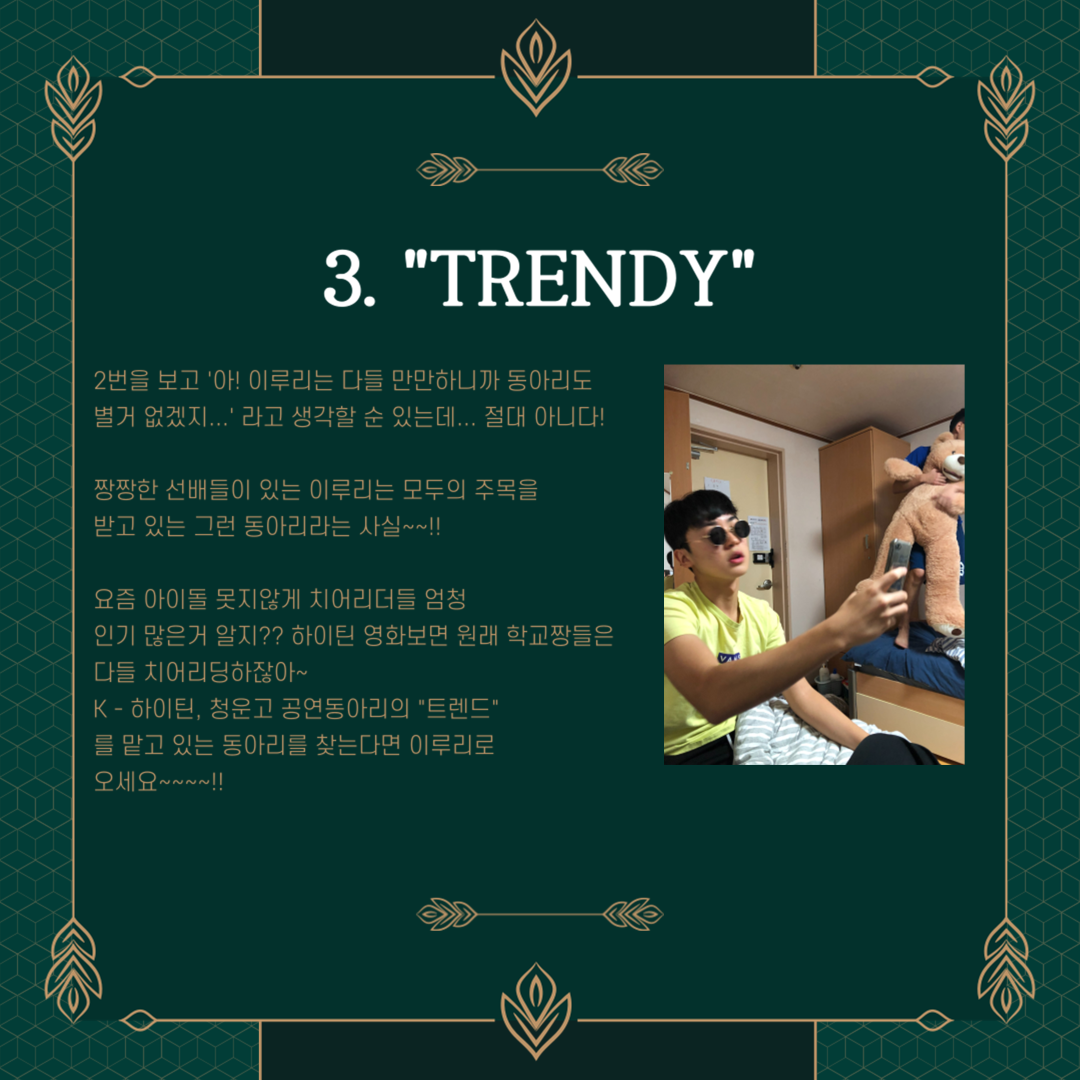 3. "TRENDY"
2번을 보고 '아! 이루리는 다들 만만하니까 동아리도
별거 없겠지...' 라고 생각할 순 있는데... 절대 아니다!
짱짱한 선배들이 있는 이루리는 모두의 주목을
받고 있는 그런 동아리라는 사실~~!!
요즘 아이돌 못지않게 치어리더들 엄청
인기 많은거 알지?? 하이틴 영화보면 원래 학교짱들은
다들 치어리딩하잖아~
K - 하이틴, 청운고 공연동아리의 "트렌드"
를 맡고 있는 동아리를 찾는다면 이루리로
오세요~~~~!!